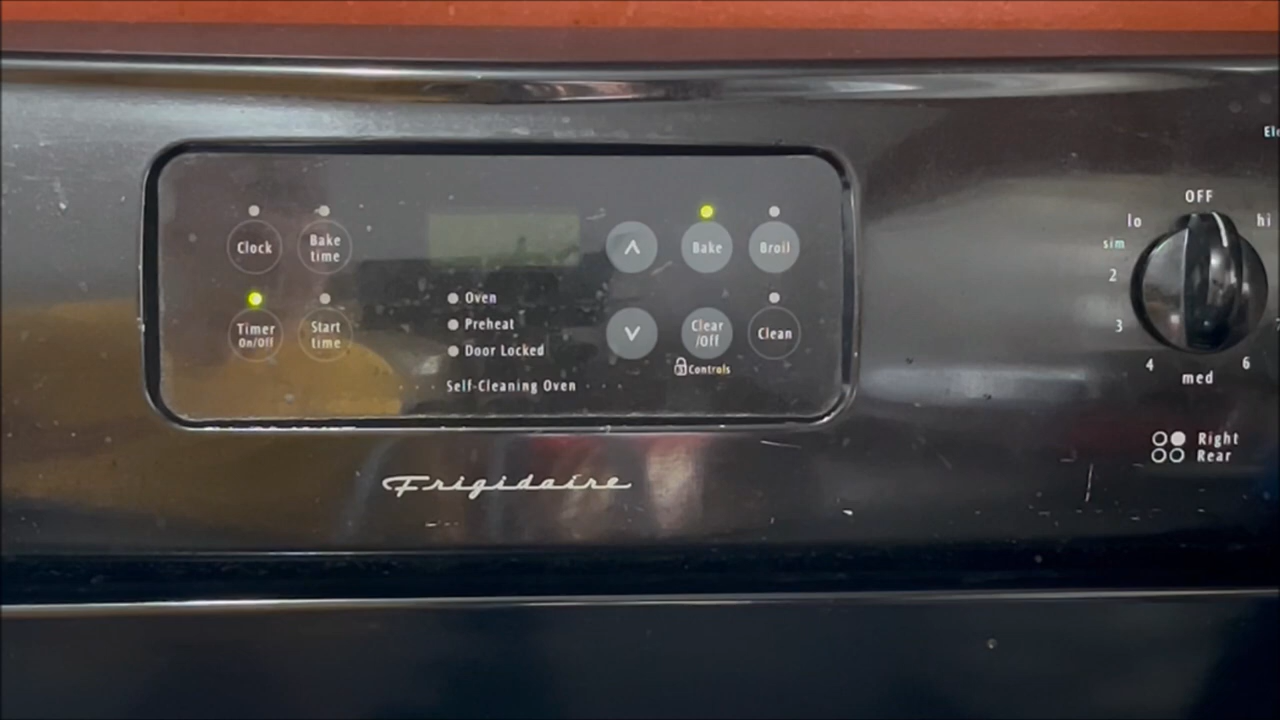 Ele
OFF
lo
hi
Clock
Bake
time
Bake
Broil
sim
2
Oven
Preheat
Door Locked
Timer
On/Off
Start
time
Clear
/Off
Clean
3
4
6
med
Controls
Self-Cleaning Oven
Right
Rear
Frigidaire